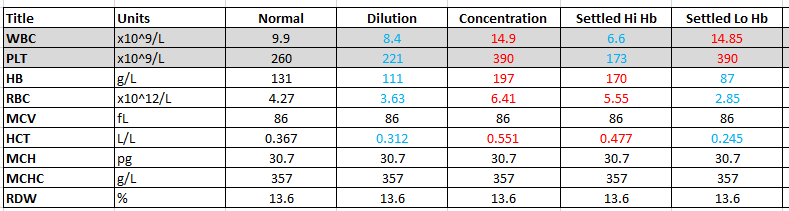 Title Units Normal Dilution Concentration Settled Hi Hb Settled Lo Hb
WBC x10^9/L 9.9 8.4 14.9 6.6 14.85
PLT x10^9/L 260 221 390 173 390
HB g/L 131 111 197 170 87
RBC x10^12/L 4.27 3.63 6.41 5.55 2.85
MCV fL 86 86 86 86 86
HCT L/L 0.367 0.312 0.551 0.477 0.245
MCH pg 30.7 30.7 30.7 30.7 30.7
MCHC g/L 357 357 357 357 357
RDW % 13.6 13.6 13.6 13.6 13.6